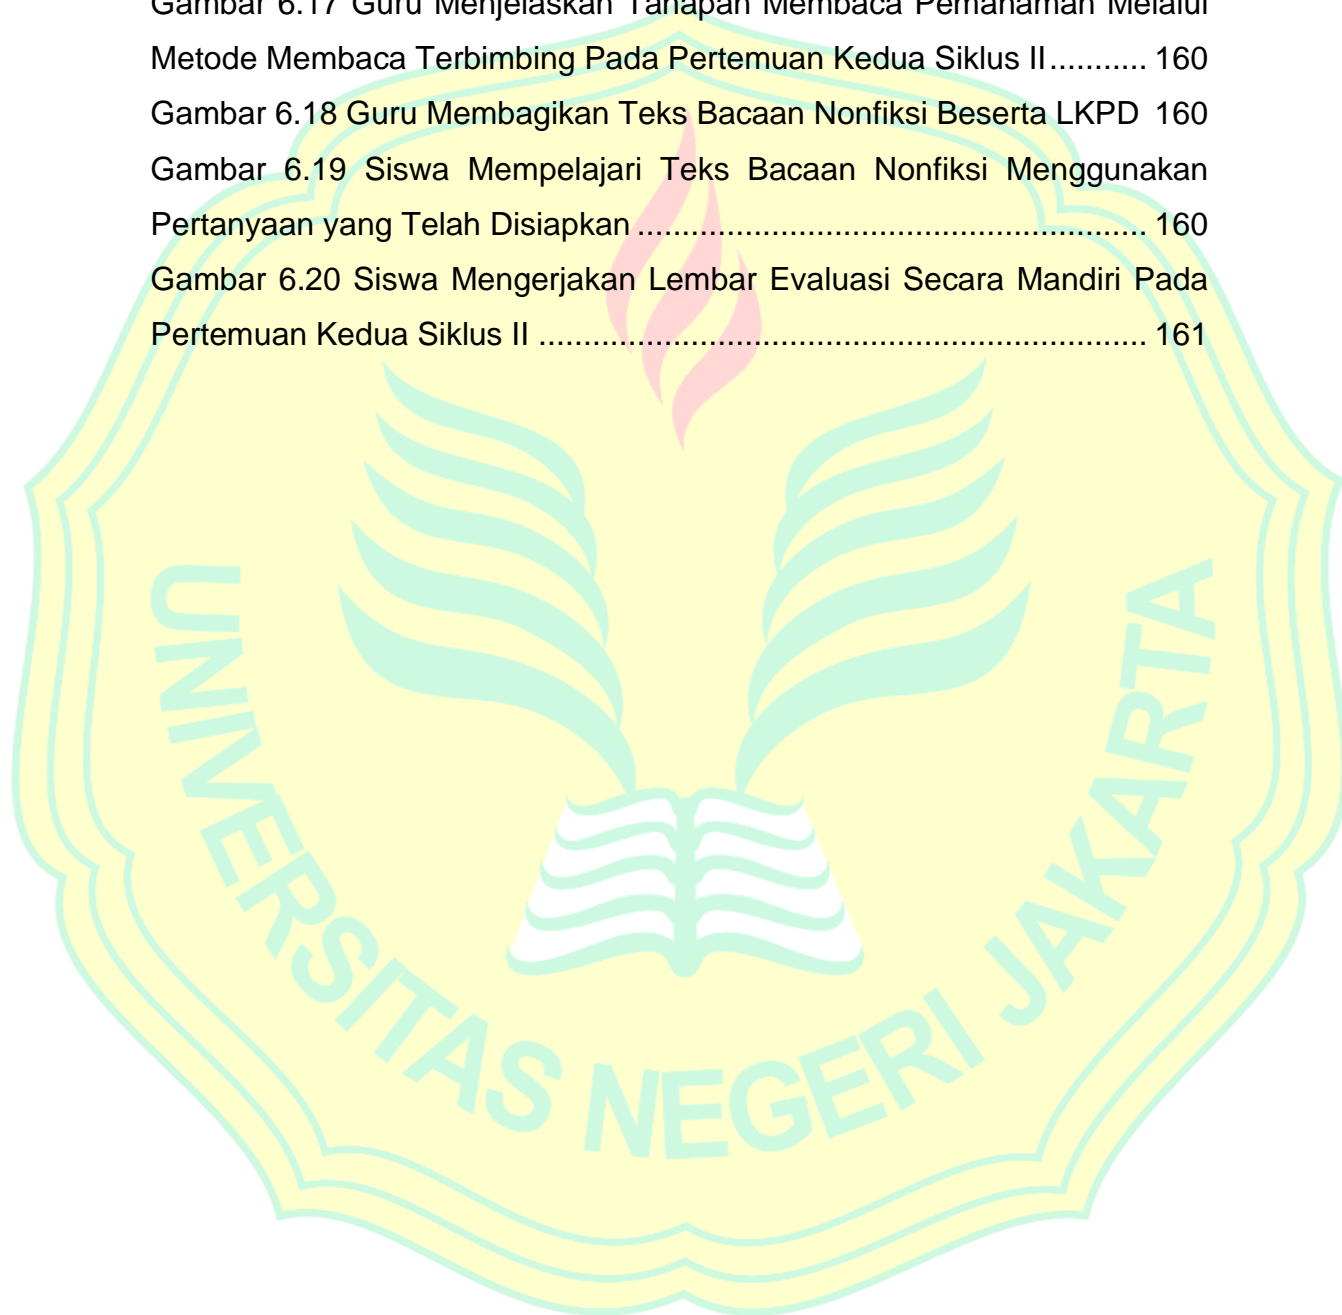 Gambar 6.17 Guru Menjelaskan Tahapan Membaca Pemahaman Melalui
Metode Membaca Terbimbing Pada Pertemuan Kedua Siklus II........... 160
Gambar 6.18 Guru Membagikan Teks Bacaan Nonfiksi Beserta LKPD 160
Gambar 6.19 Siswa Mempelajari Teks Bacaan Nonfiksi Menggunakan
Pertanyaan yang Telah Disiapkan ...................................................... 160
Gambar 6.20 Siswa Mengerjakan Lembar Evaluasi Secara Mandiri Pada
Pertemuan Kedua Siklus II .................................................................. 161
UNIVERSITAS NEGERI JAKARTA